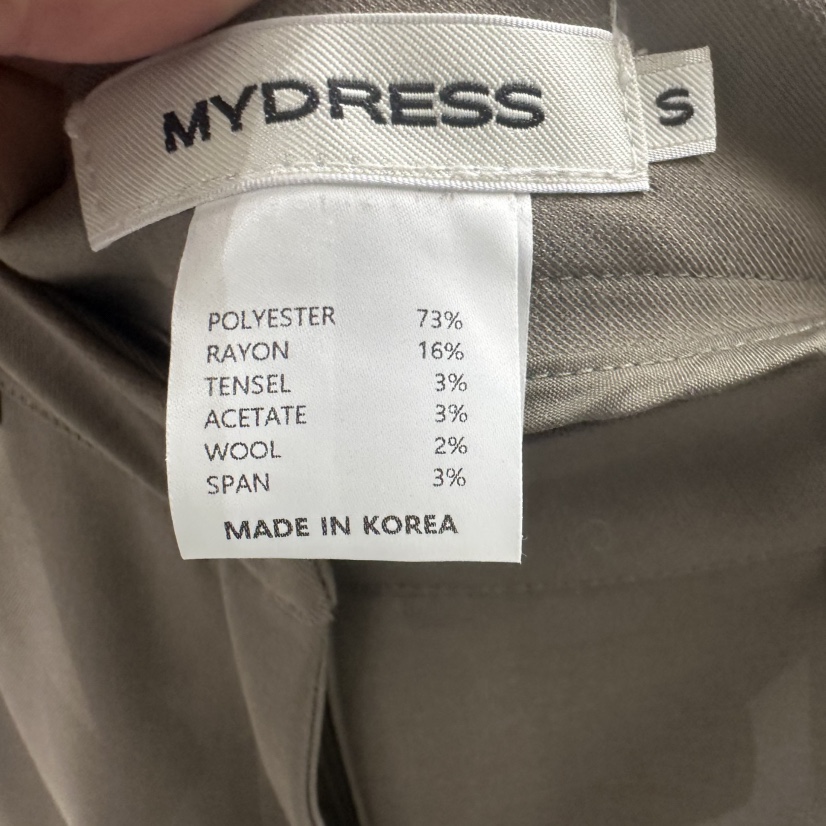 MYDRESS
S
POLYESTER 73%
RAYON 16%
TENSEL 3%
ACETATE 3%
WOOL 2%
SPAN 3%
MADE IN KOREA